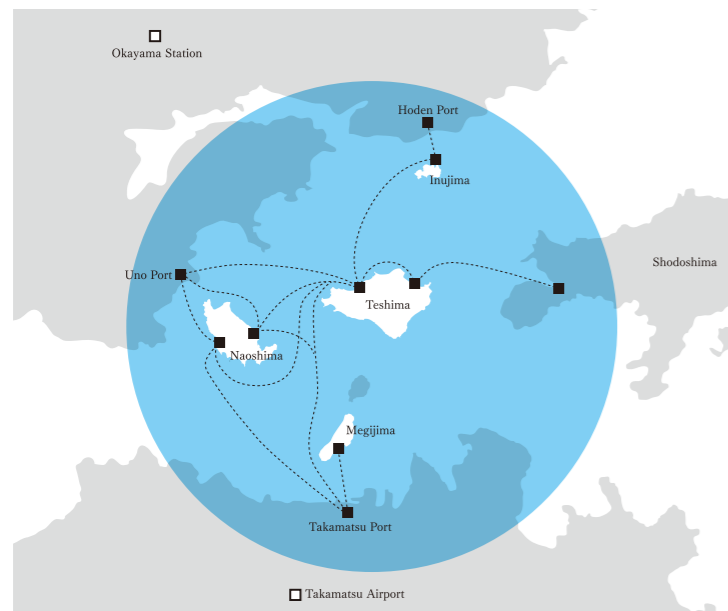 Okayama Station
Hoden Port
Inujima
Shodoshima
Uno Port
Teshima
Naoshima
Megijima
Takamatsu Port
Takamatsu Airport